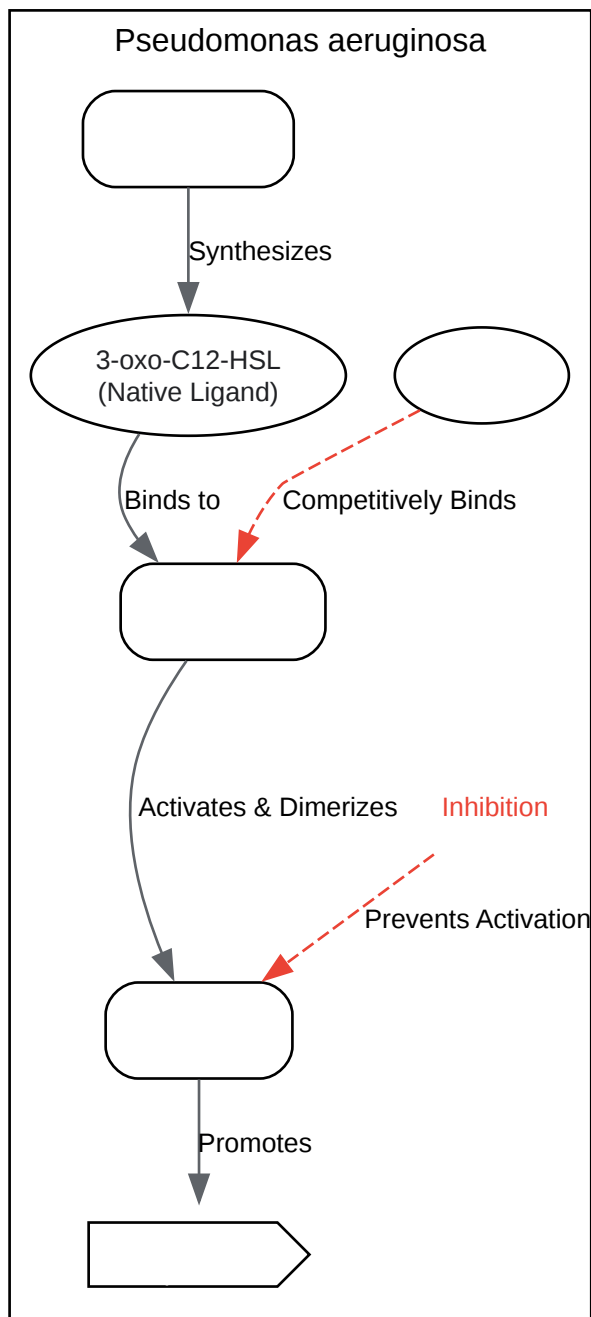 Pseudomonas aeruginosa
Synthesizes
3-oxo-C12-HSL
(Native Ligand)
Binds to
Competitively Binds
Activates & Dimerizes
Inhibition
Prevents Activation
Promotes